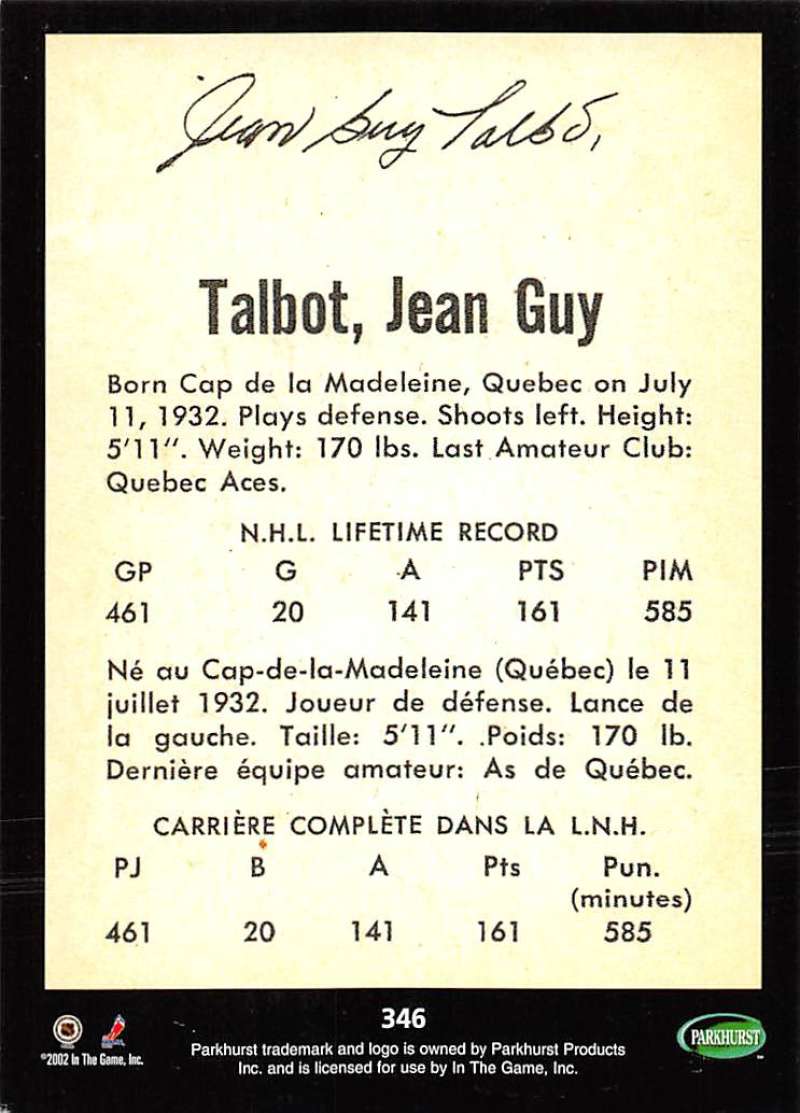 Jean Guy Talbot,
Talbot, Jean Guy
Born Cap de la Madeleine, Quebec on July
11, 1932. Plays defense. Shoots left. Height:
5'11". Weight: 170 lbs. Last Amateur Club:
Quebec Aces.
N.H.L. LIFETIME RECORD
GP G A PTS PIM
461 20 141 161 585
Né au Cap-de-la-Madeleine (Québec) le 11
juillet 1932. Joueur de défense. Lance de
la gauche. Taille: 5'11". .Poids: 170 lb.
Dernière équipe amateur: As de Québec.
CARRIÈRE COMPLÈTE DANS LA L.N.H.
PJ B A Pts Pun.
(minutes)
461 20 141 161 585
346
©2002 In The Game, Inc.
Parkhurst trademark and logo is owned by Parkhurst Products
Inc. and is licensed for use by In The Game, Inc.
PARKHURST